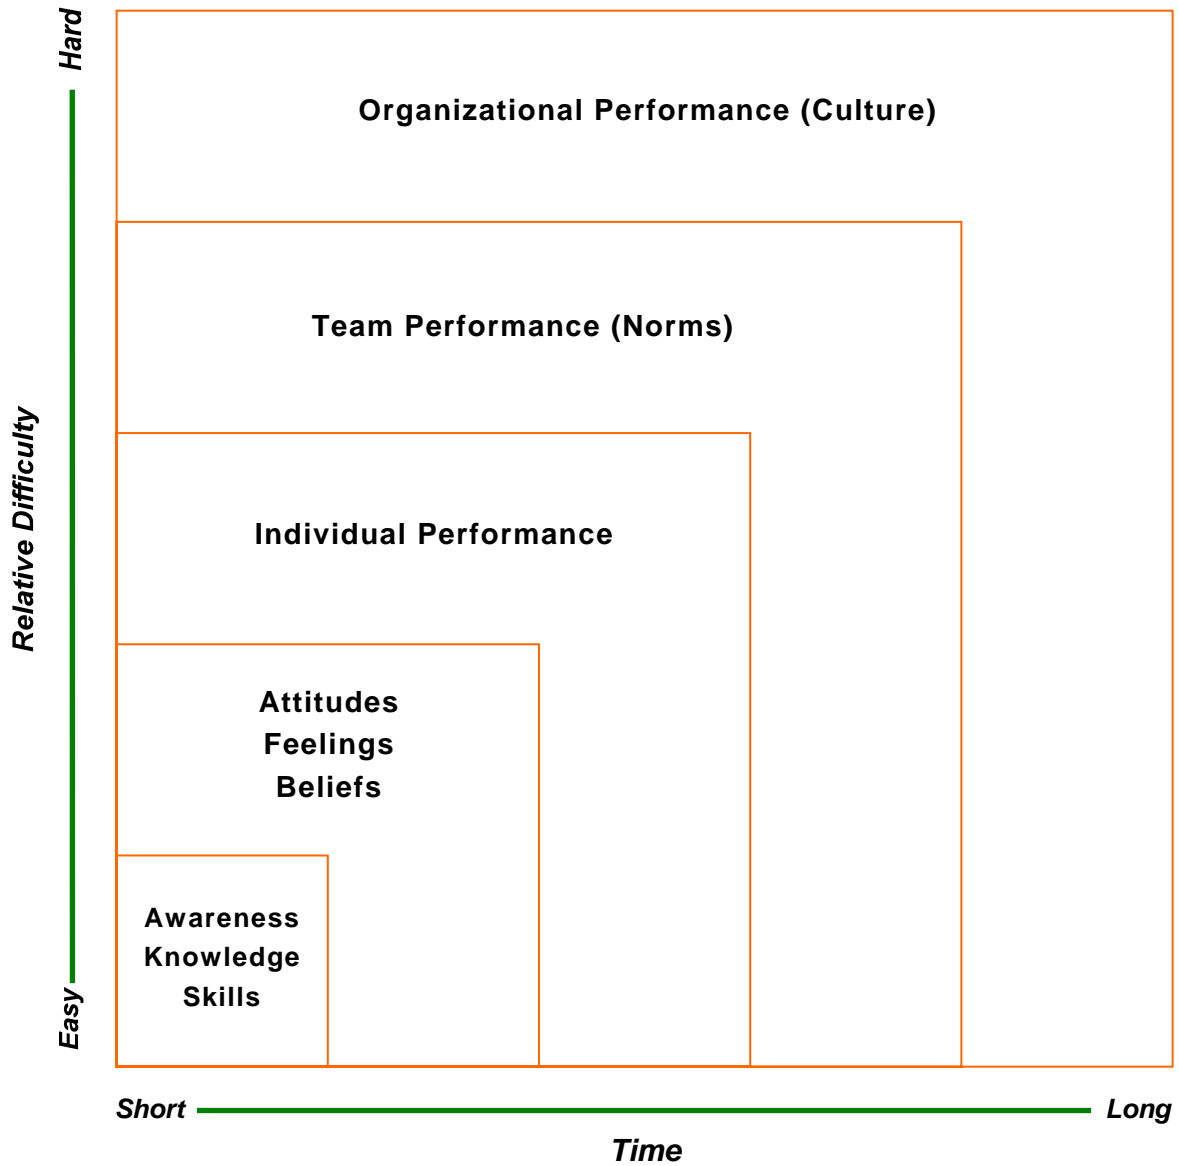 Hard
Organizational Performance (Culture)
Team Performance (Norms)
Relative Difficulty
Individual Performance
Attitudes
Feelings
Beliefs
Awareness
Knowledge
Skills
Easy
Short
Long
Time